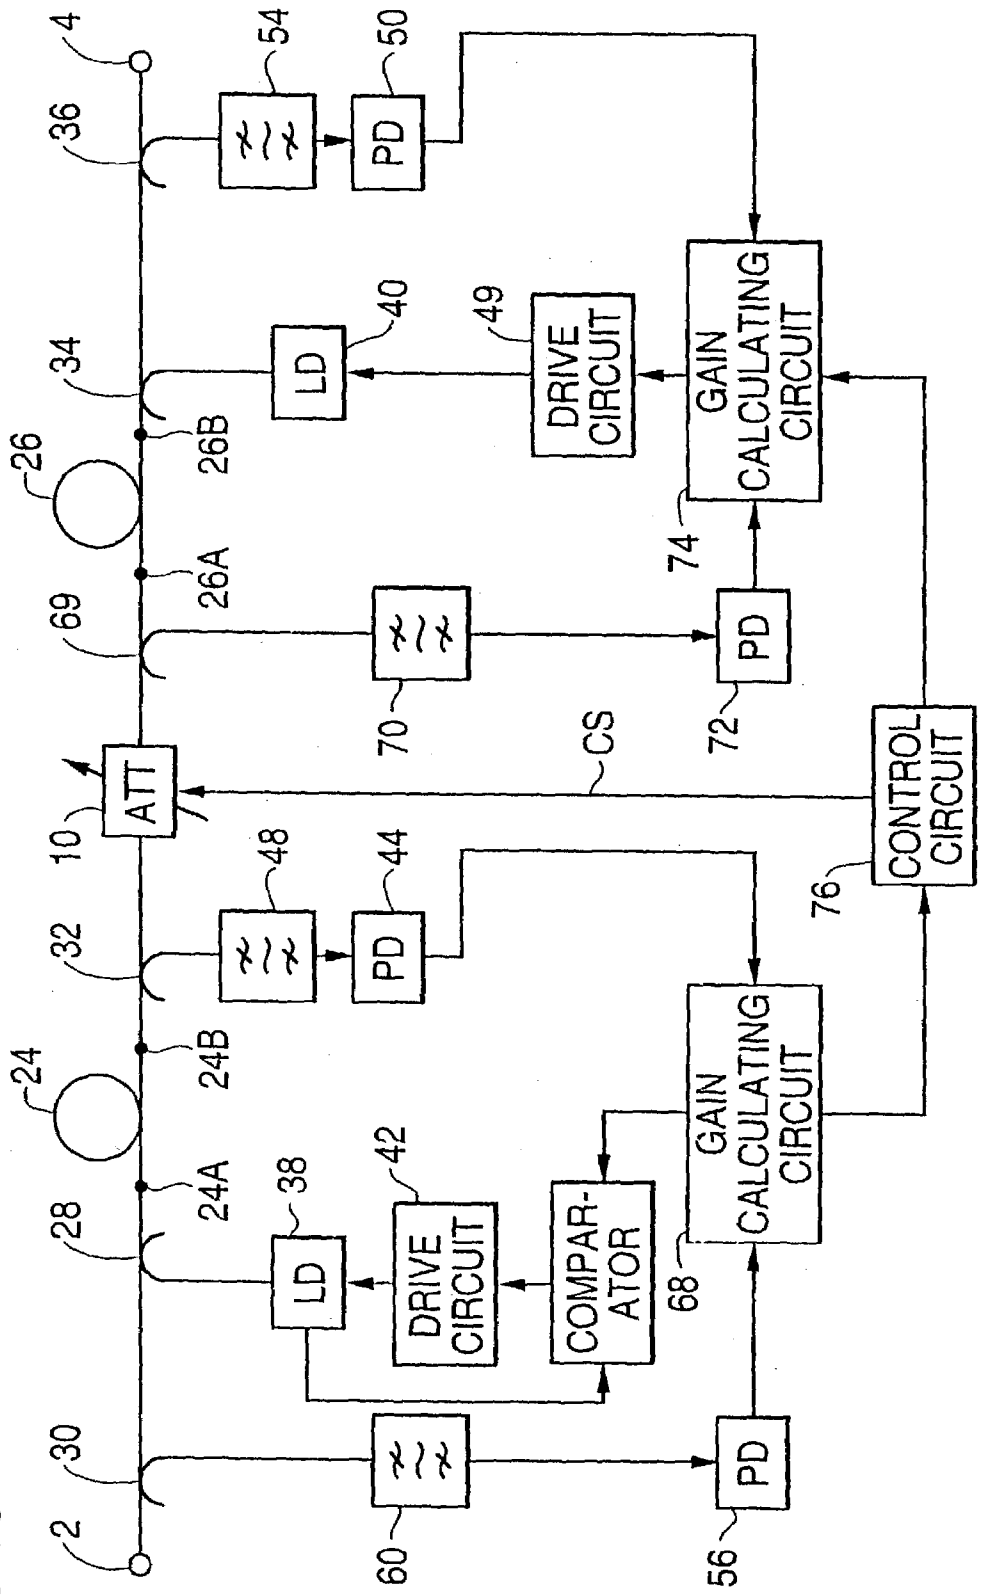 2
30
28
24A
24
24B
32
10
ATT
69
26A
26
26B
34
36
4
60
LD
38
DRIVE
CIRCUIT
42
COMPAR-
ATOR
48
PD
44
70
CS
LD
40
DRIVE
CIRCUIT
49
54
PD
50
PD
56
GAIN
CALCULATING
CIRCUIT
68
PD
72
GAIN
CALCULATING
CIRCUIT
74
CONTROL
CIRCUIT
76